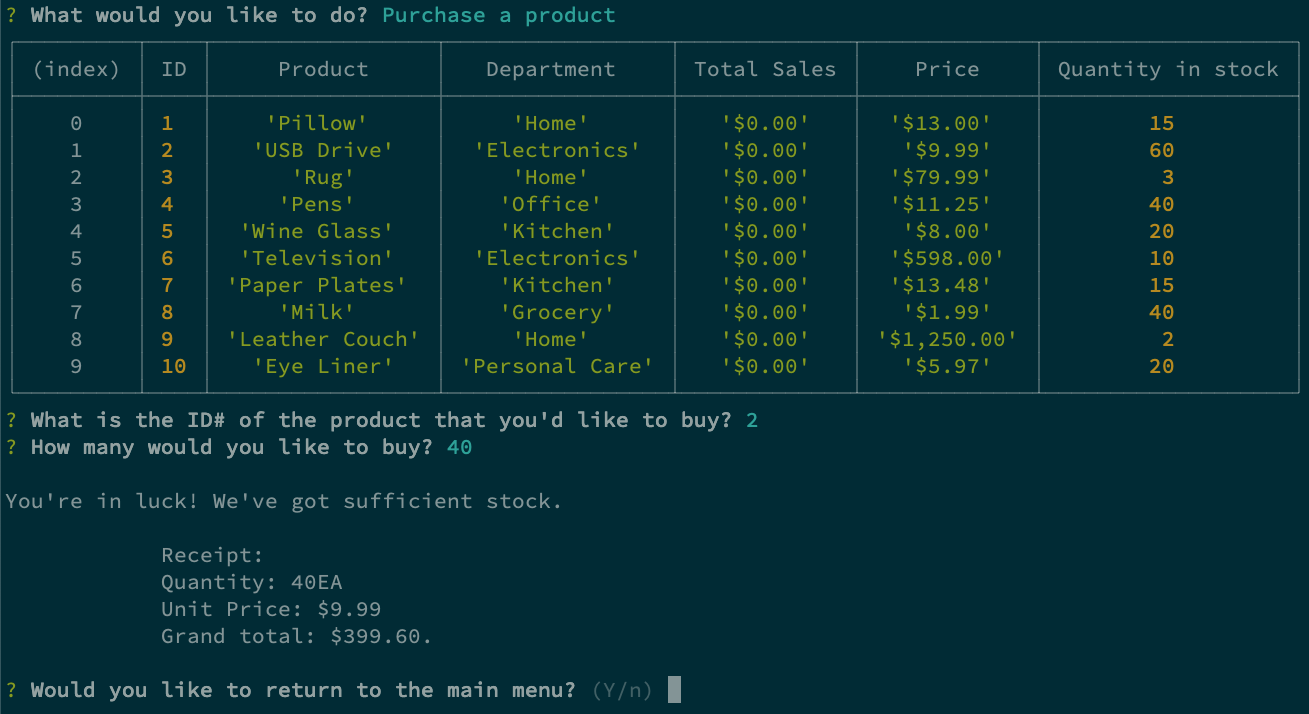 ? What would you like to do? Purchase a product
(index) ID Product Department Total Sales Price Quantity in stock
0 1 'Pillow' 'Home' '$0.00' '$13.00' 15
1 2 'USB Drive' 'Electronics' '$0.00' '$9.99' 60
2 3 'Rug' 'Home' '$0.00' '$79.99' 3
3 4 'Pens' 'Office' '$0.00' '$11.25' 40
4 5 'Wine Glass' 'Kitchen' '$0.00' '$8.00' 20
5 6 'Television' 'Electronics' '$0.00' '$598.00' 10
6 7 'Paper Plates' 'Kitchen' '$0.00' '$13.48' 15
7 8 'Milk' 'Grocery' '$0.00' '$1.99' 40
8 9 'Leather Couch' 'Home' '$0.00' '$1,250.00' 2
9 10 'Eye Liner' 'Personal Care' '$0.00' '$5.97' 20
? What is the ID# of the product that you'd like to buy? 2
? How many would you like to buy? 40
You're in luck! We've got sufficient stock.
Receipt:
Quantity: 40EA
Unit Price: $9.99
Grand total: $399.60.
? Would you like to return to the main menu? (Y/n)